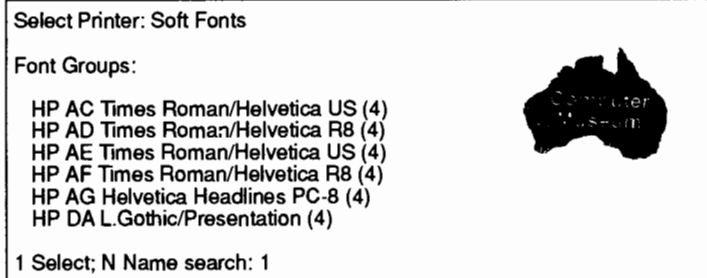 Select Printer: Soft Fonts
Font Groups:
HP AC Times Roman/Helvetica US (4)
HP AD Times Roman/Helvetica R8 (4)
HP AE Times Roman/Helvetica US (4)
HP AF Times Roman/Helvetica R8 (4)
HP AG Helvetica Headlines PC-8 (4)
HP DA L.Gothic/Presentation (4)
1 Select; N Name search: 1
Computer
Museum